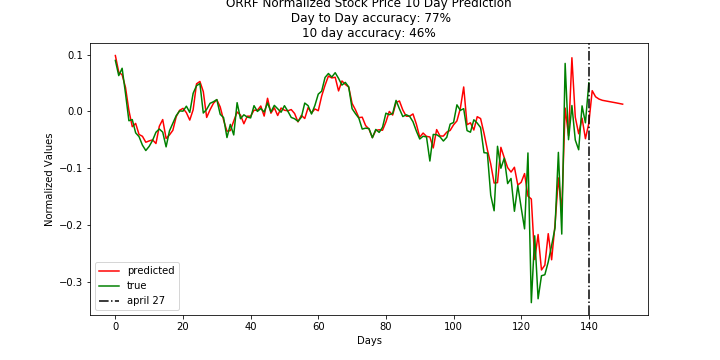 ORRF Normalized Stock Price 10 Day Prediction
Day to Day accuracy: 77%
10 day accuracy: 46%
0.1
0.0
−0.1
−0.2
−0.3
Normalized Values
predicted
true
april 27
0
20
40
60
80
100
120
140
Days